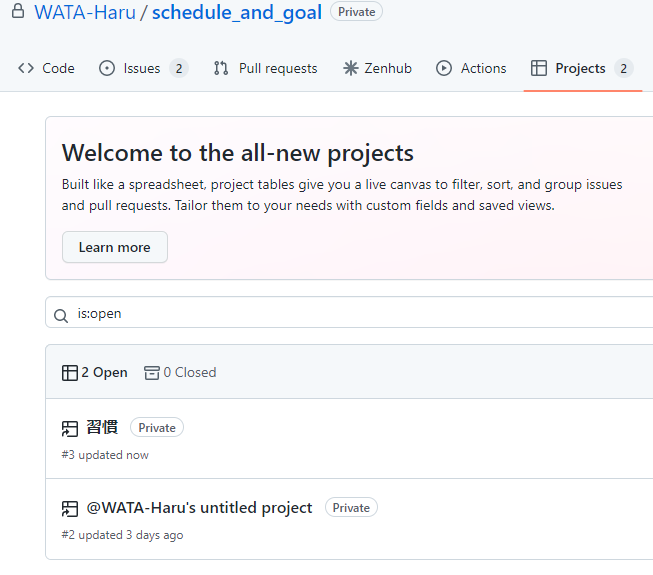 WATA-Haru / schedule_and_goal Private
Code Issues 2 Pull requests Zenhub Actions Projects 2
Welcome to the all-new projects
Built like a spreadsheet, project tables give you a live canvas to filter, sort, and group issues
and pull requests. Tailor them to your needs with custom fields and saved views.
Learn more
is:open
2 Open 0 Closed
習慣 Private
#3 updated now
@WATA-Haru's untitled project Private
#2 updated 3 days ago